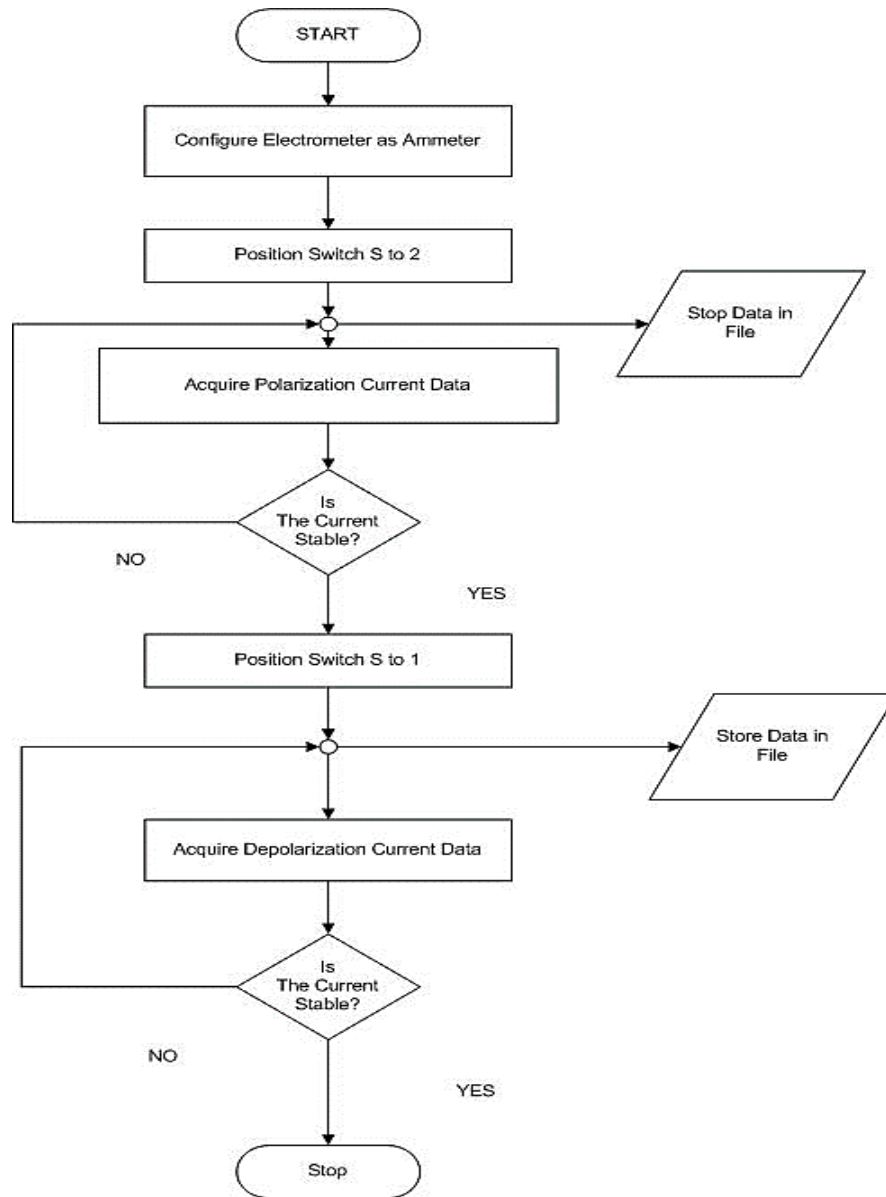 START
Configure Electrometer as Ammeter
Position Switch S to 2
Stop Data in
File
Acquire Polarization Current Data
Is
The Current
Stable?
NO
YES
Position Switch S to 1
Store Data in
File
Acquire Depolarization Current Data
Is
The Current
Stable?
NO
YES
Stop